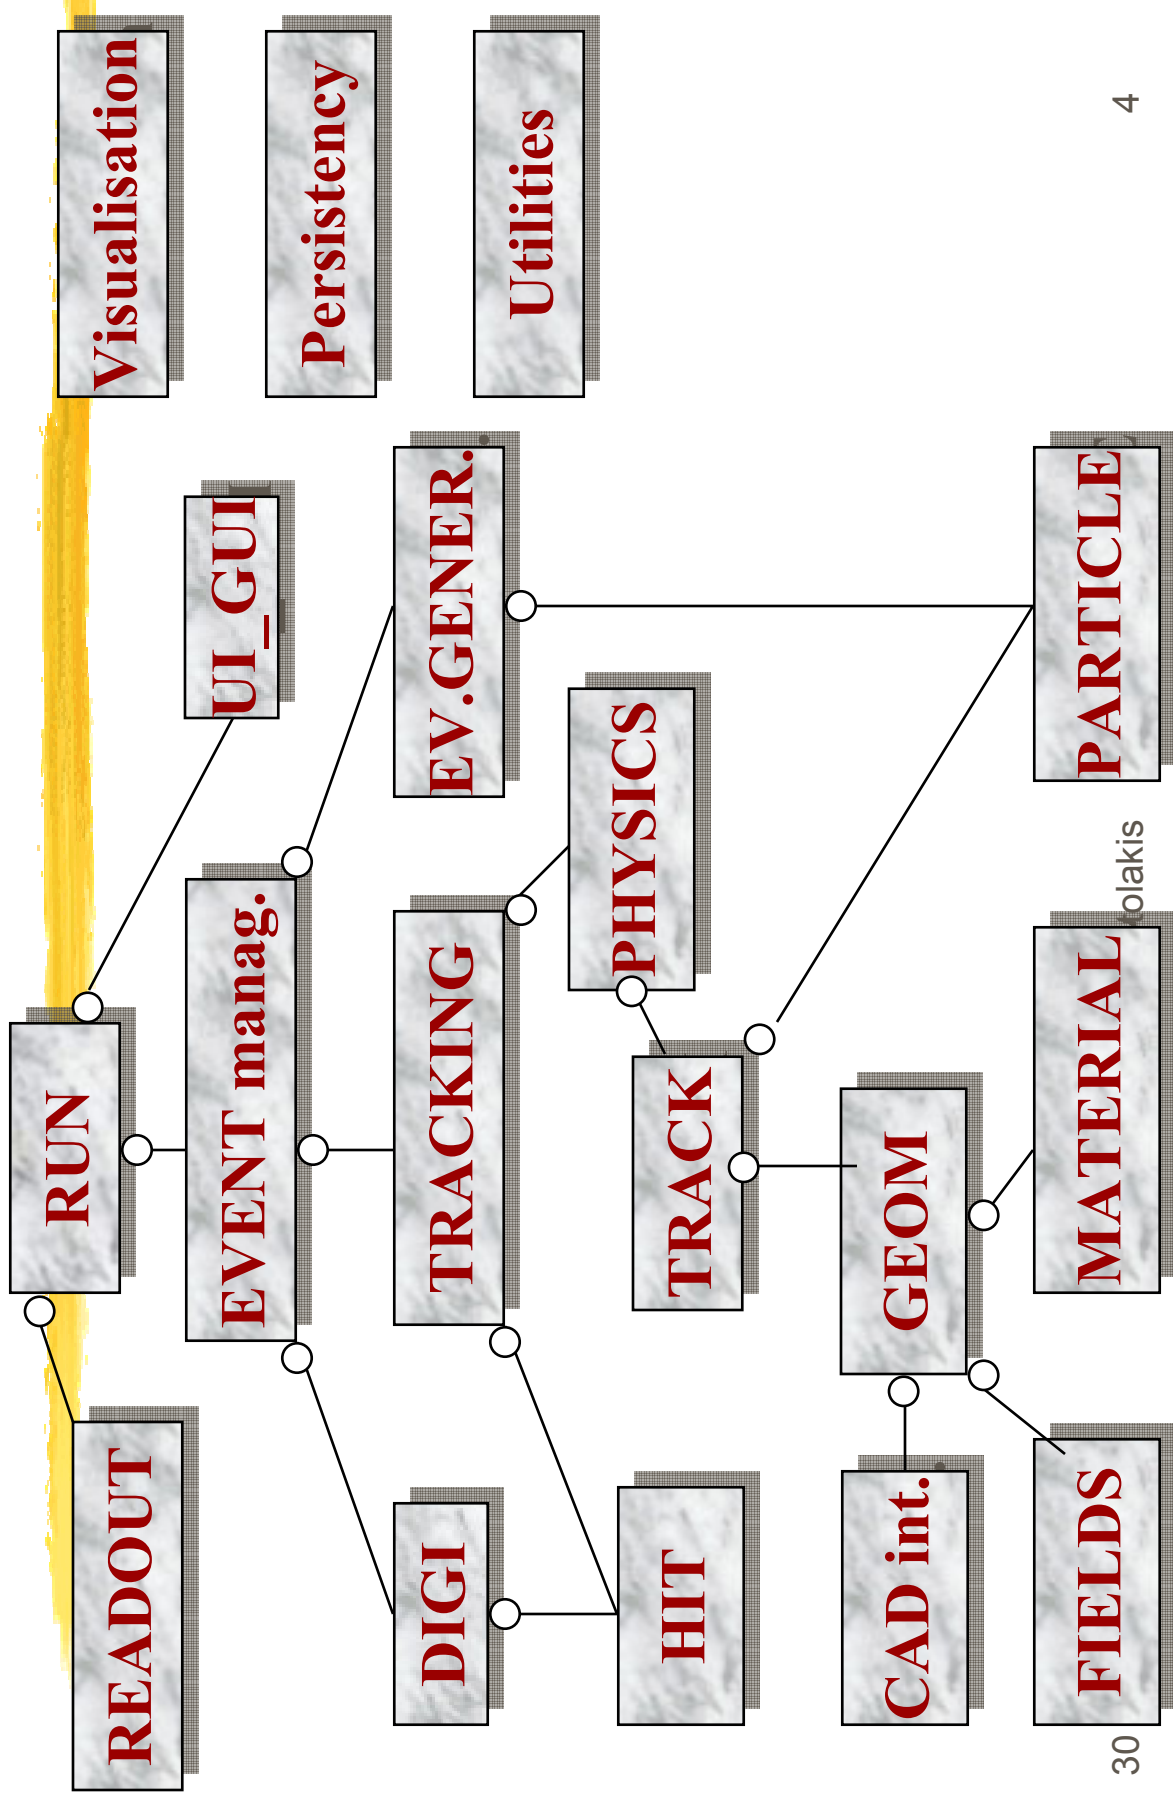 RUN
READOUT
Visualisation
EVENT manag.
UI_GUI
Persistency
DIGI
TRACKING
EV.GENER.
Utilities
PHYSICS
HIT
TRACK
CAD int.
GEOM
FIELDS
MATERIAL
PARTICLE
30
tolakis
4